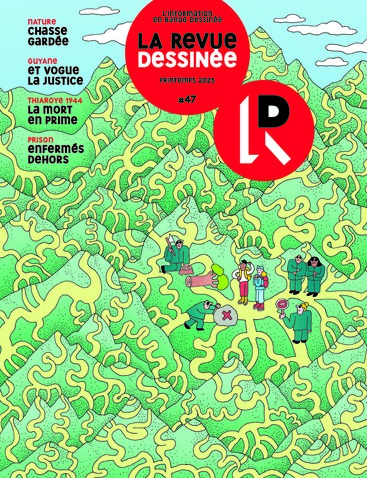 L'INFORMATION
EN BANDE DESSINÉE
LA REVUE
DESSINÉE
PRINTEMPS 2025
#47
NATURE
CHASSE
GARDÉE
GUYANE
ET VOGUE
LA JUSTICE
THIAROYE 1944
LA MORT
EN PRIME
PRISON
ENFERMÉS
DEHORS
RD